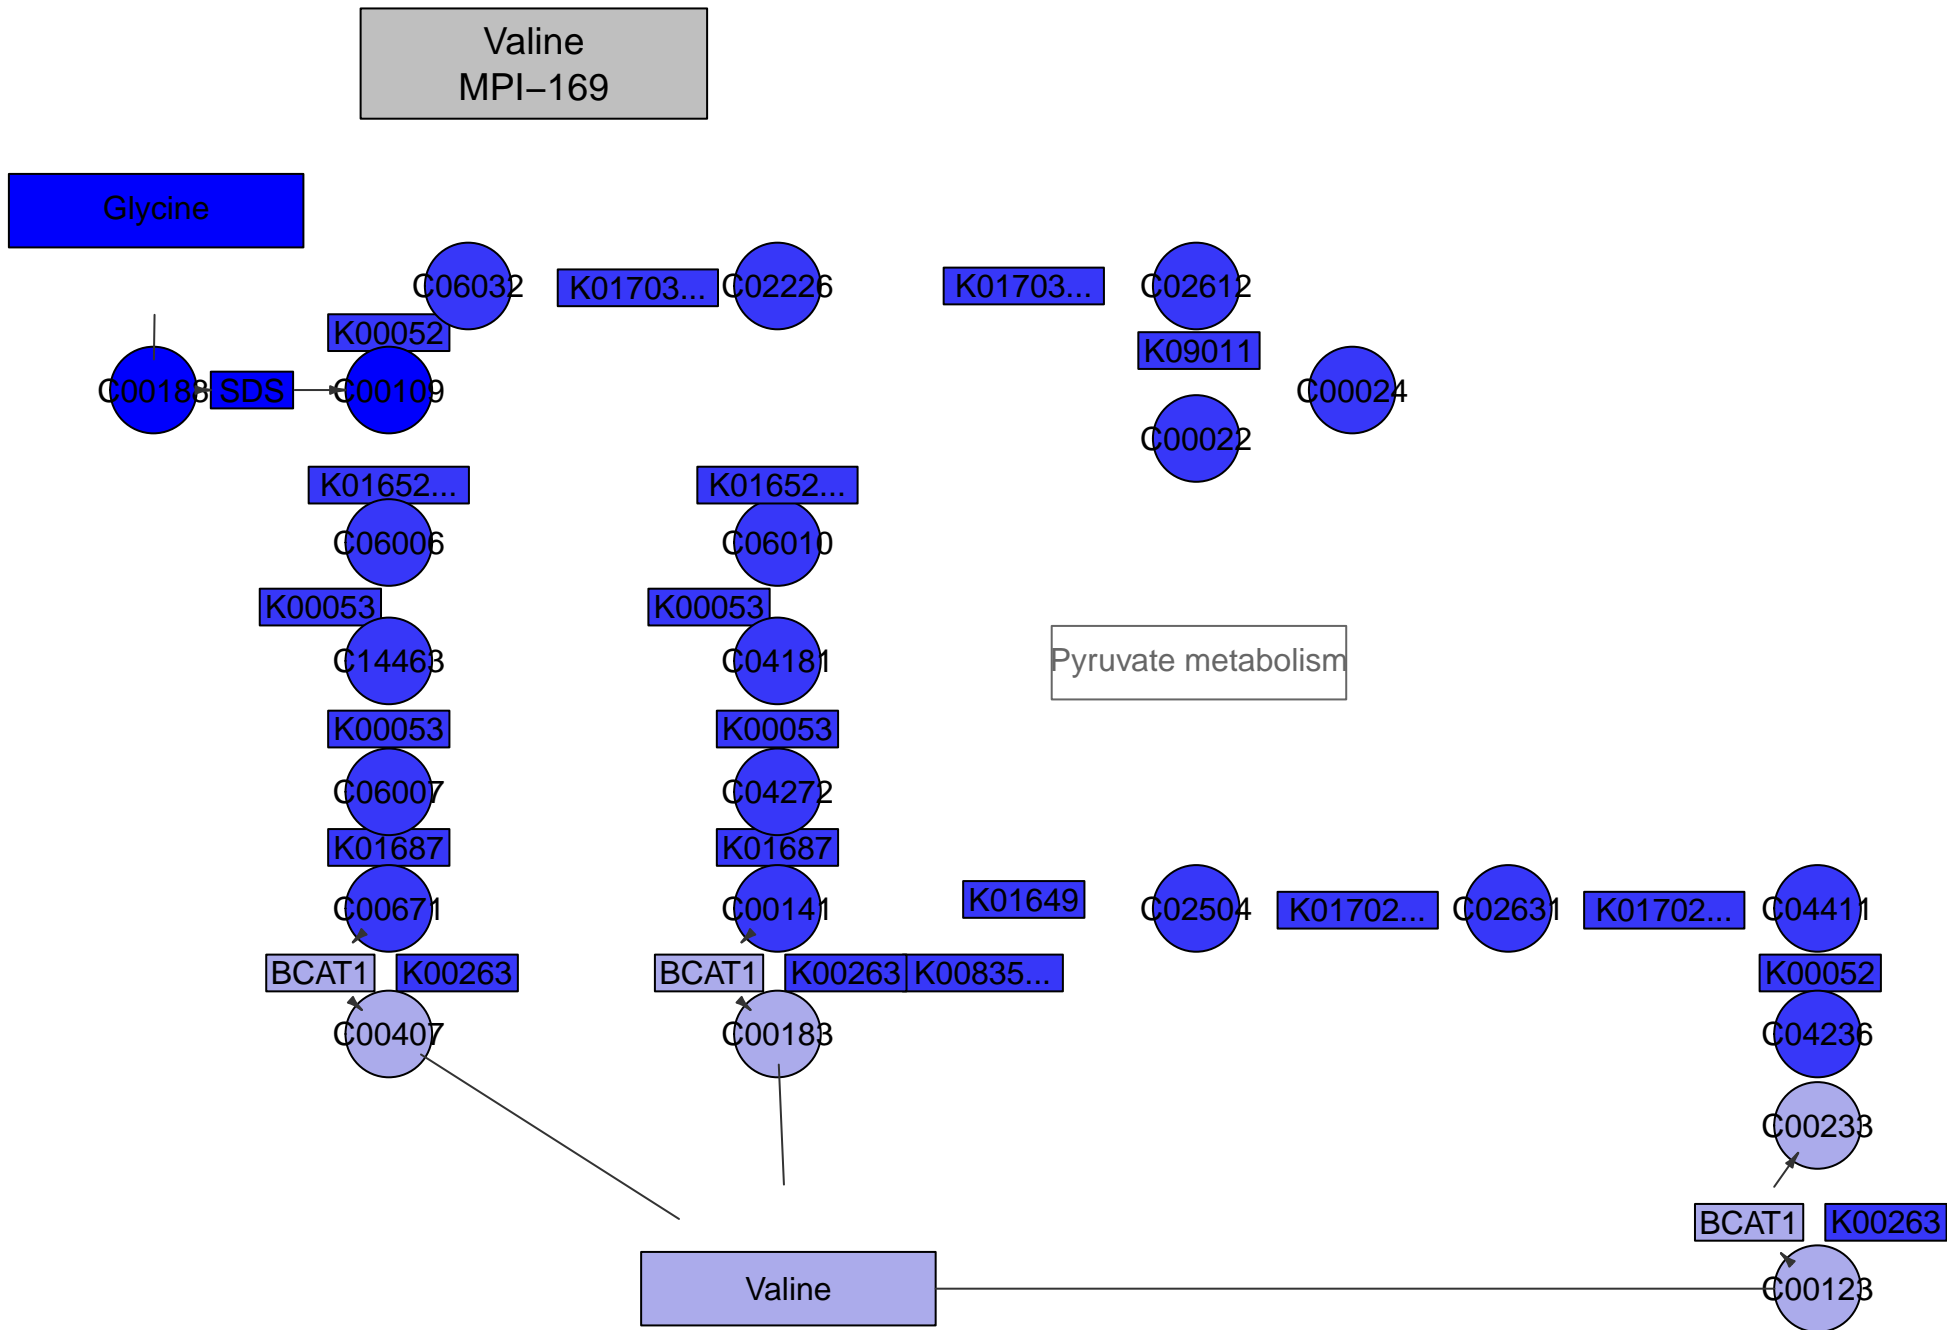 Valine
MPI−169
Glycine
C06032
K01703...
C02226
K01703...
C02612
K00052
K09011
C00188
SDS
C00109
C00024
C00022
K01652...
K01652...
C06006
C06010
K00053
K00053
C14463
C04181
Pyruvate metabolism
K00053
K00053
C06007
C04272
K01687
K01687
C00671
C00141
K01649
C02504
K01702...
C02631
K01702...
C04411
BCAT1
K00263
BCAT1
K00263
K00835...
K00052
C00407
C00183
C04236
C00233
BCAT1
K00263
Valine
C00123